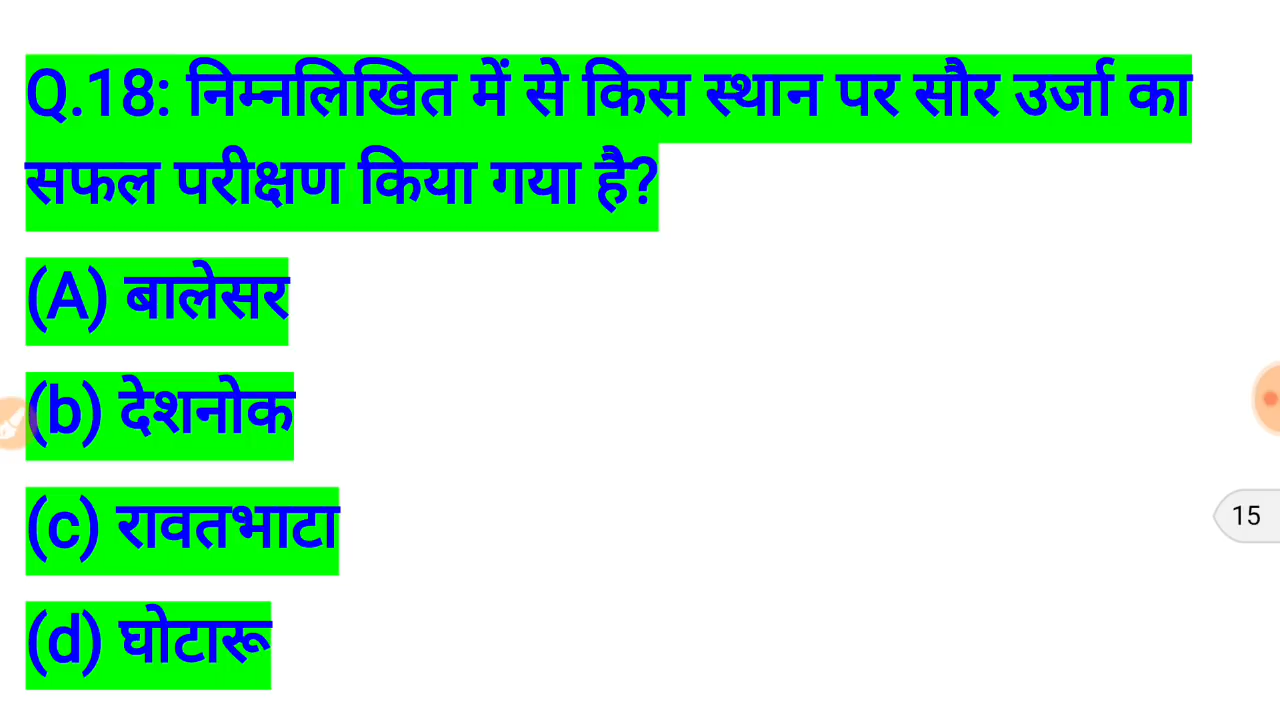 Q.18: निम्नलिखित में से किस स्थान पर सौर उर्जा का
सफल परीक्षण किया गया है?
(A) बालेसर
(b) देशनोक
(c) रावतभाटा
(d) घोटारू
15